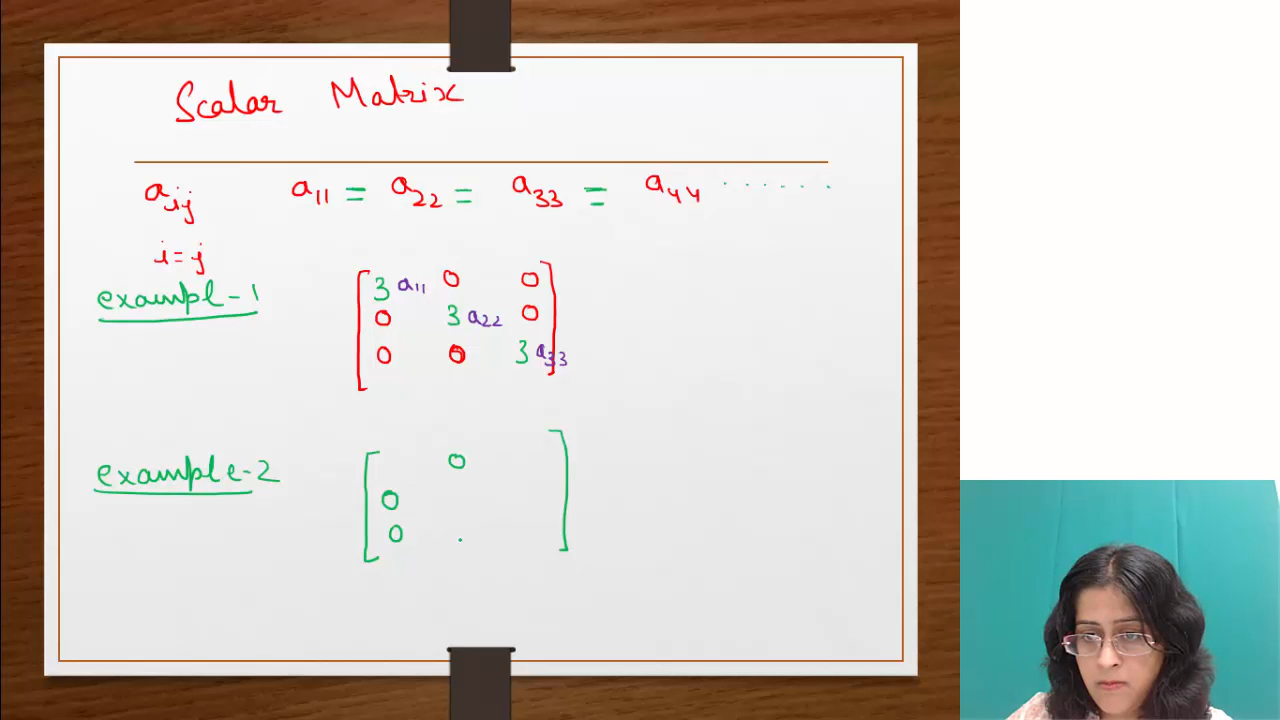 Scalar Matrix
aij a11 = a22 = a33 = a44 ......
i=j
example-1
3 a11 0 0
0 3 a22 0
0 0 3 a33
example-2
0
0
0